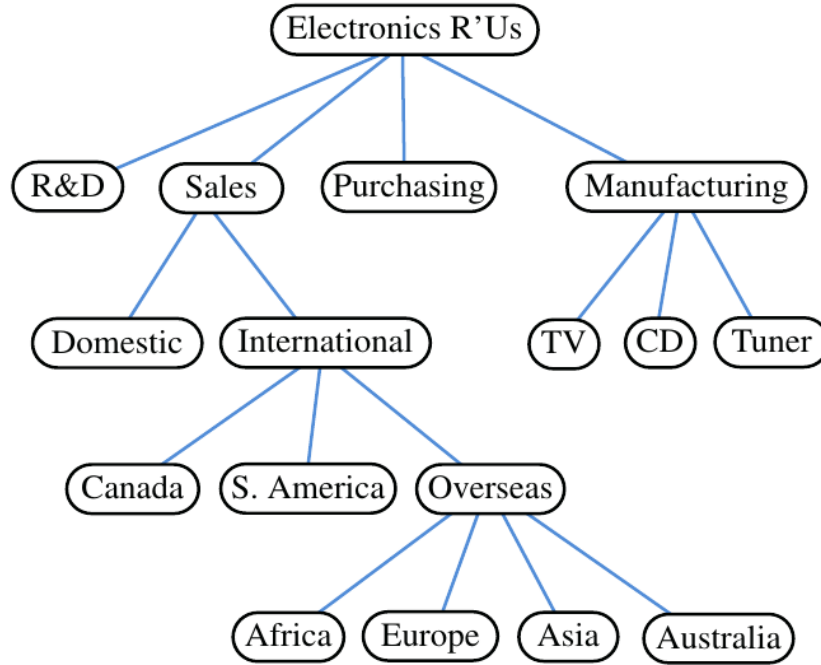 Electronics R’Us
R&D
Sales
Purchasing
Manufacturing
Domestic
International
TV
CD
Tuner
Canada
S. America
Overseas
Africa
Europe
Asia
Australia